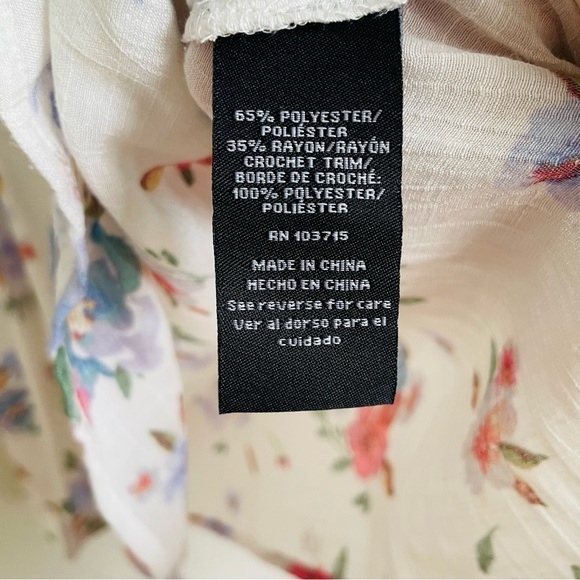 65% POLYESTER/
POLIÉSTER
35% RAYON/RAYÓN
CROCHET TRIM/
BORDE DE CROCHÉ:
100% POLYESTER/
POLIÉSTER
RN 103715
MADE IN CHINA
HECHO EN CHINA
See reverse for care
Ver al dorso para el
cuidado